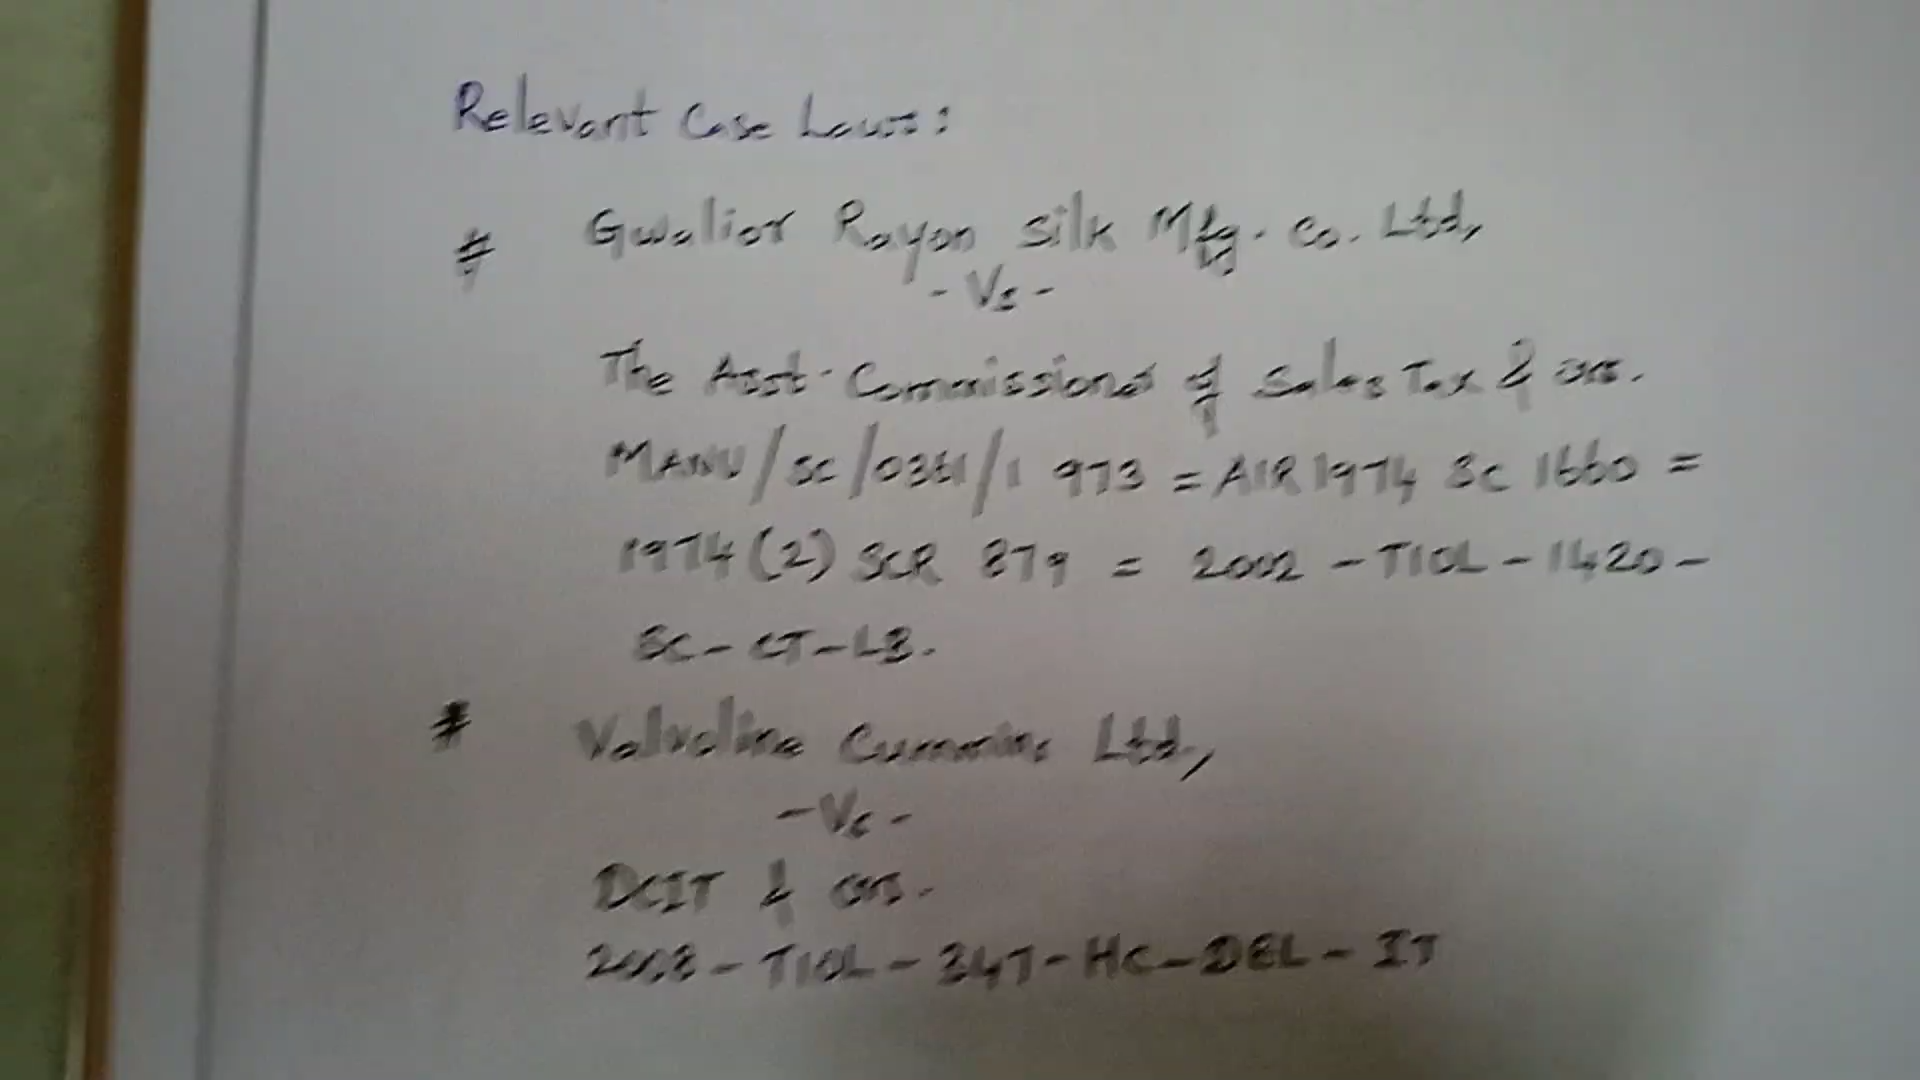 Relevant Case Laws:
# Gwalior Rayon Silk Mfg. Co. Ltd,
- Vs -
The Asst. Commissioner of Sales Tax & ors.
MANU/SC/0361/1973 = AIR 1974 SC 1660 =
1974 (2) SCR 879 = 2002 - TIOL - 1420 -
SC - CT - LB.
# Valvoline Cummins Ltd,
- Vs -
DCIT & ors.
2008 - TIOL - 347 - HC - DEL - IT